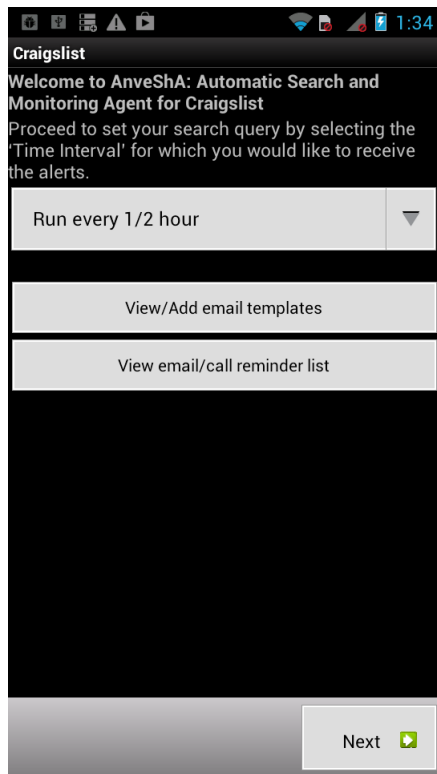 1:34
Craigslist
Welcome to AnveShA: Automatic Search and
Monitoring Agent for Craigslist
Proceed to set your search query by selecting the
'Time Interval' for which you would like to receive
the alerts.
Run every 1/2 hour
View/Add email templates
View email/call reminder list
Next